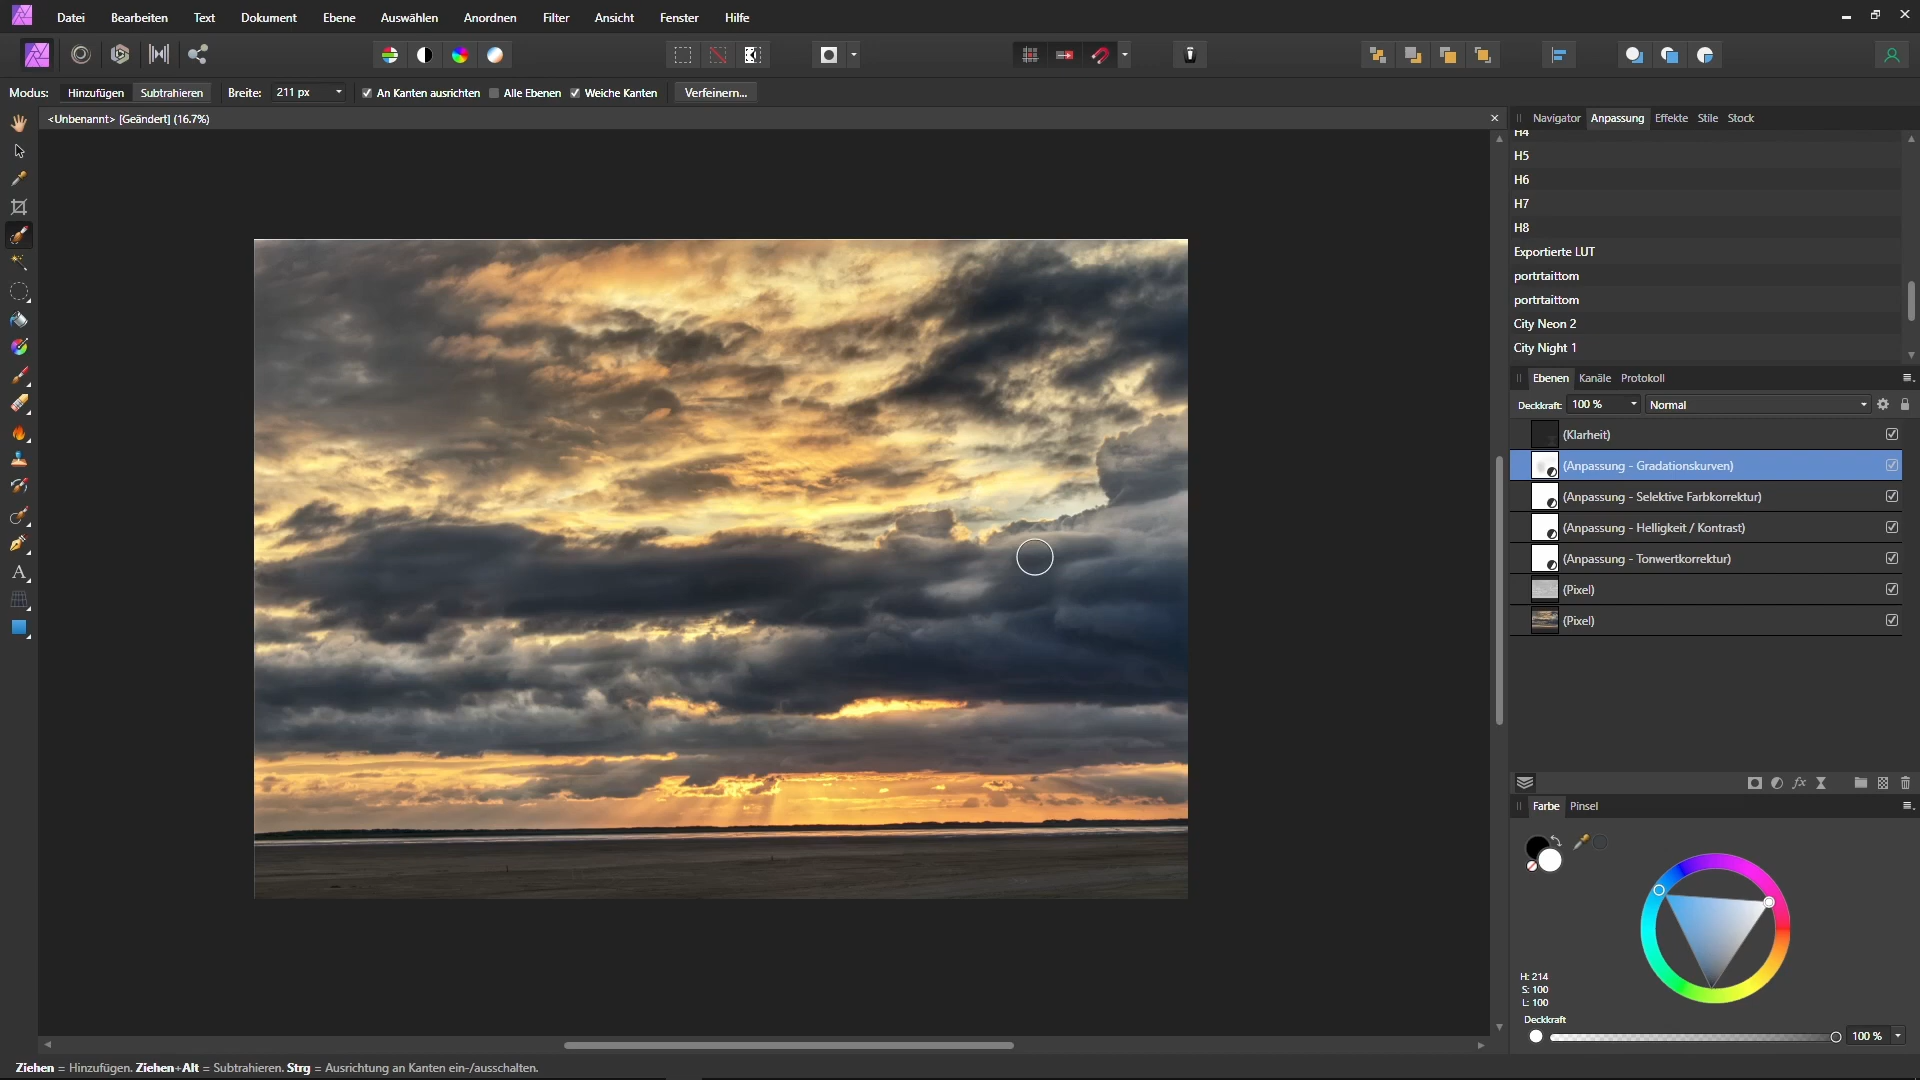 Datei Bearbeiten Text Dokument Ebene Auswählen Anordnen Filter Ansicht Fenster Hilfe
Modus: Hinzufügen Subtrahieren Breite: 211 px An Kanten ausrichten Alle Ebenen Weiche Kanten Verfeinern...
<Unbenannt> [Geändert] (16.7%)
Navigator Anpassung Effekte Stile Stock
H4
H5
H6
H7
H8
Exportierte LUT
portrtaittom
portrtaittom
City Neon 2
City Night 1
Ebenen Kanäle Protokoll
Deckkraft: 100 % Normal
(Klarheit)
(Anpassung - Gradationskurven)
(Anpassung - Selektive Farbkorrektur)
(Anpassung - Helligkeit / Kontrast)
(Anpassung - Tonwertkorrektur)
(Pixel)
(Pixel)
fx
Farbe Pinsel
H: 214
S: 100
L: 100
Deckkraft
100 %
Ziehen = Hinzufügen. Ziehen+Alt = Subtrahieren. Strg = Ausrichtung an Kanten ein-/ausschalten.